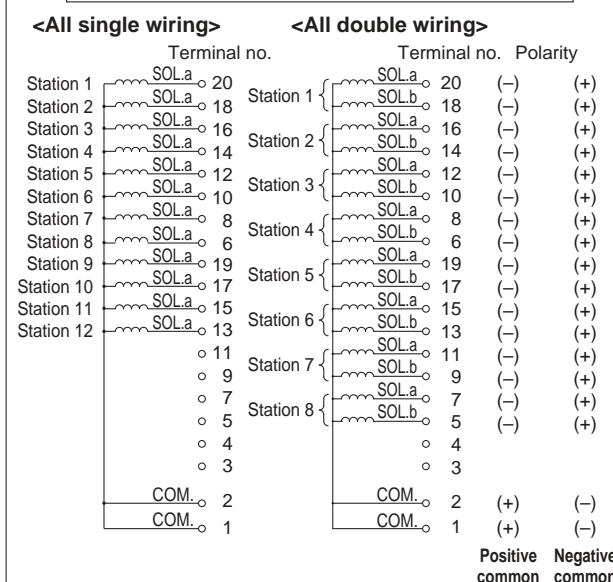 <All single wiring> <All double wiring>
Terminal no. Terminal no. Polarity
Station 1 SOL.a 20 Station 1 SOL.a 20 (–) (+)
Station 2 SOL.a 18 SOL.b 18 (–) (+)
Station 3 SOL.a 16 Station 2 SOL.a 16 (–) (+)
Station 4 SOL.a 14 SOL.b 14 (–) (+)
Station 5 SOL.a 12 Station 3 SOL.a 12 (–) (+)
Station 6 SOL.a 10 SOL.b 10 (–) (+)
Station 7 SOL.a 8 Station 4 SOL.a 8 (–) (+)
Station 8 SOL.a 6 SOL.b 6 (–) (+)
Station 9 SOL.a 19 Station 5 SOL.a 19 (–) (+)
Station 10 SOL.a 17 SOL.b 17 (–) (+)
Station 11 SOL.a 15 Station 6 SOL.a 15 (–) (+)
Station 12 SOL.a 13 SOL.b 13 (–) (+)
11 Station 7 SOL.a 11 (–) (+)
9 SOL.b 9 (–) (+)
7 Station 8 SOL.a 7 (–) (+)
5 SOL.b 5 (–) (+)
4 4
3 3
COM. 2 COM. 2 (+) (–)
COM. 1 COM. 1 (+) (–)
Positive Negative
common common